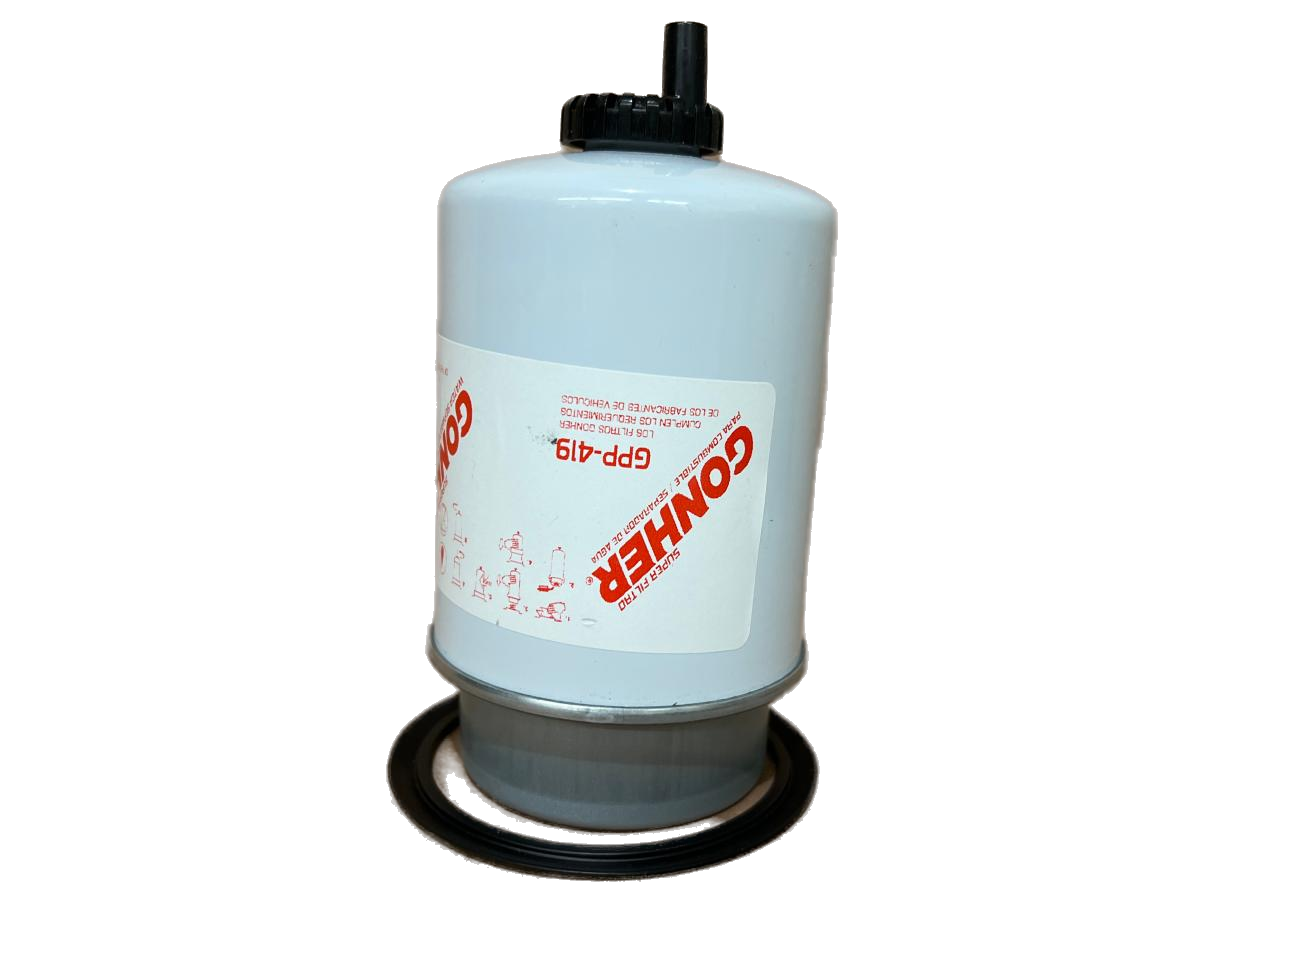 SUPER FILTRO
GONHER®
PARA COMBUSTIBLE / SEPARADOR DE AGUA
GPP-419
LOS FILTROS GONHER
CUMPLEN LOS REQUERIMIENTOS
DE LOS FABRICANTES DE VEHICULOS
GONH